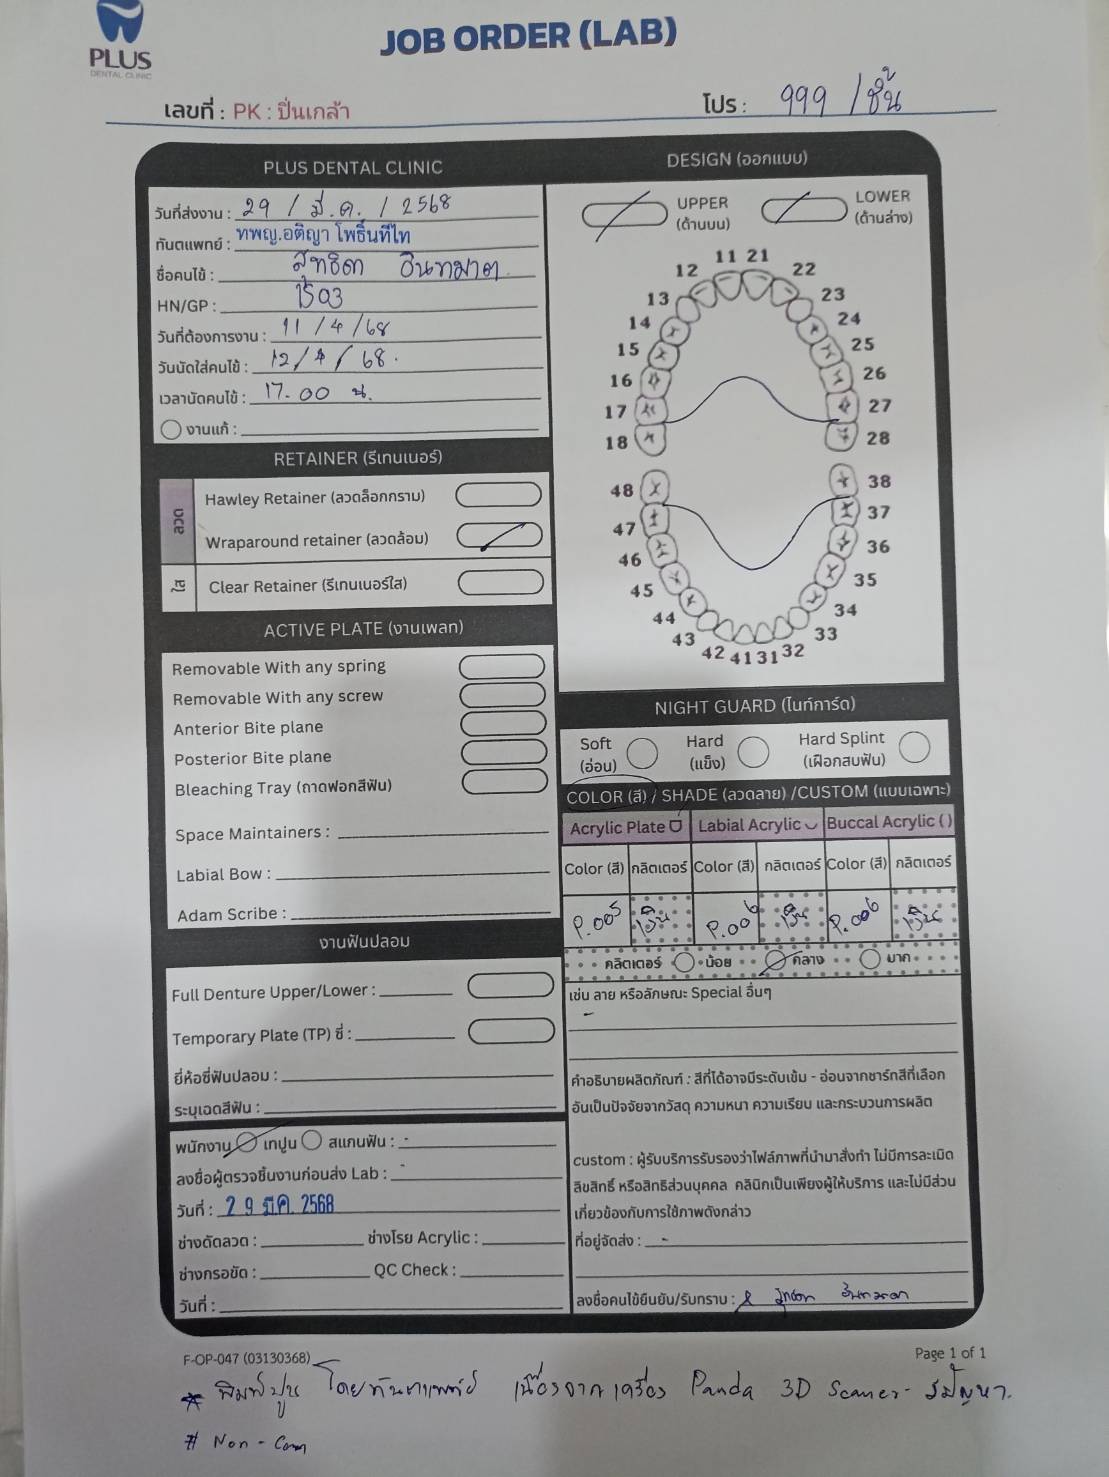 PLUS
DENTAL CLINIC
JOB ORDER (LAB)
เลขที่ : PK : ปิ่นเกล้า
โปร : 999 / ชิ้น
PLUS DENTAL CLINIC
วันที่ส่งงาน : 29 / มี.ค. / 2568
ทันตแพทย์ : ทพญ.อติญา โพธิ์นทีไท
ชื่อคนไข้ : สุทธิดา อินทมาต
HN/GP : 1503
วันที่ต้องการงาน : 11 / 4 / 68
วันนัดใส่คนไข้ : 12 / 4 / 68.
เวลานัดคนไข้ : 17.00 น.
งานแก้ :
RETAINER (รีเทนเนอร์)
ลวด
Hawley Retainer (ลวดล็อกกราม)
Wraparound retainer (ลวดล้อม)
ใส
Clear Retainer (รีเทนเนอร์ใส)
ACTIVE PLATE (งานเพลท)
Removable With any spring
Removable With any screw
Anterior Bite plane
Posterior Bite plane
Bleaching Tray (ถาดฟอกสีฟัน)
Space Maintainers :
Labial Bow :
Adam Scribe :
งานฟันปลอม
Full Denture Upper/Lower :
Temporary Plate (TP) ซี่ :
ยี่ห้อซี่ฟันปลอม :
ระบุเฉดสีฟัน :
พนักงาน เทปูน สแกนฟัน : -
ลงชื่อผู้ตรวจชิ้นงานก่อนส่ง Lab : -
วันที่ : 29 มี.ค. 2568
ช่างดัดลวด : ช่างโรย Acrylic :
ช่างกรอขัด : QC Check :
วันที่ :
DESIGN (ออกแบบ)
UPPER (ด้านบน)
LOWER (ด้านล่าง)
11 21
12 22
13 23
14 24
15 25
16 26
17 27
18 28
48 38
47 37
46 36
45 35
44 34
43 33
42 41 31 32
NIGHT GUARD (ไนท์การ์ด)
Soft (อ่อน)
Hard (แข็ง)
Hard Splint (เฝือกสบฟัน)
COLOR (สี) / SHADE (ลวดลาย) /CUSTOM (แบบเฉพาะ)
Acrylic Plate Labial Acrylic Buccal Acrylic ( )
Color (สี) กลิตเตอร์ Color (สี) กลิตเตอร์ Color (สี) กลิตเตอร์
P.005 เงิน P.006 เงิน P.006 เงิน
กลิตเตอร์ น้อย กลาง มาก
เช่น ลาย หรือลักษณะ Special อื่นๆ
-
คำอธิบายผลิตภัณฑ์ : สีที่ได้อาจมีระดับเข้ม - อ่อนจากชาร์ทสีที่เลือก
อันเป็นปัจจัยจากวัสดุ ความหนา ความเรียบ และกระบวนการผลิต
custom : ผู้รับบริการรับรองว่าไฟล์ภาพที่นำมาสั่งทำ ไม่มีการละเมิด
ลิขสิทธิ์ หรือสิทธิส่วนบุคคล คลินิกเป็นเพียงผู้ให้บริการ และไม่มีส่วน
เกี่ยวข้องกับการใช้ภาพดังกล่าว
ที่อยู่จัดส่ง : -
ลงชื่อคนไข้ยืนยัน/รับทราบ :
F-OP-047 (03130368)
Page 1 of 1
* พิมพ์ปูน โดยทันตแพทย์ เนื่องจากเครื่อง Panda 3D Scaner มีปัญหา.
# Non - Com